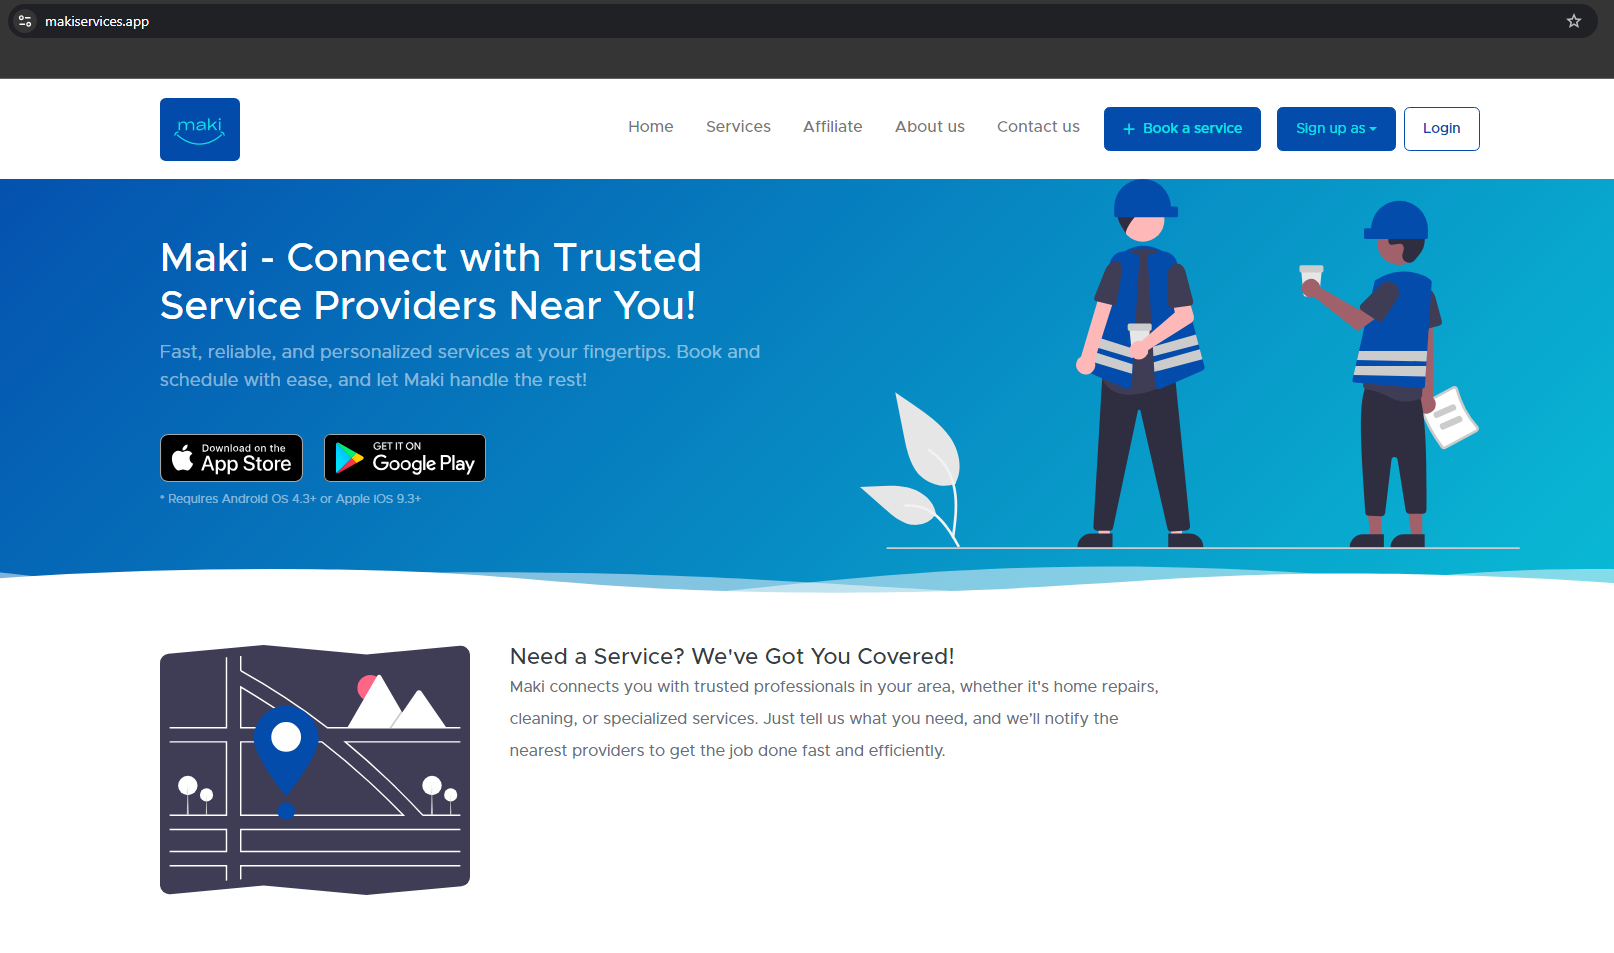 makiservices.app
maki
Home
Services
Affiliate
About us
Contact us
+ Book a service
Sign up as
Login
Maki - Connect with Trusted
Service Providers Near You!
Fast, reliable, and personalized services at your fingertips. Book and
schedule with ease, and let Maki handle the rest!
Download on the
App Store
GET IT ON
Google Play
* Requires Android OS 4.3+ or Apple IOS 9.3+
Need a Service? We've Got You Covered!
Maki connects you with trusted professionals in your area, whether it's home repairs,
cleaning, or specialized services. Just tell us what you need, and we'll notify the
nearest providers to get the job done fast and efficiently.